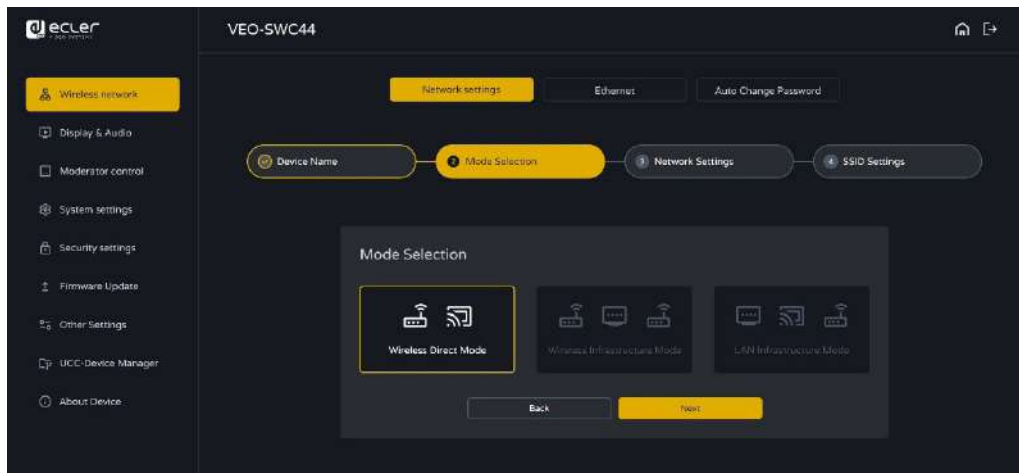 ecler
VEO-SWC44
Wireless network
Display & Audio
Moderator control
System settings
Security settings
Firmware Update
Other Settings
UCC-Device Manager
About Device
Network settings
Ethernet
Auto Change Password
Device Name
2 Mode Selection
3 Network Settings
4 SSID Settings
Mode Selection
Wireless Direct Mode
Wireless Infrastructure Mode
LAN Infrastructure Mode
Back
Next